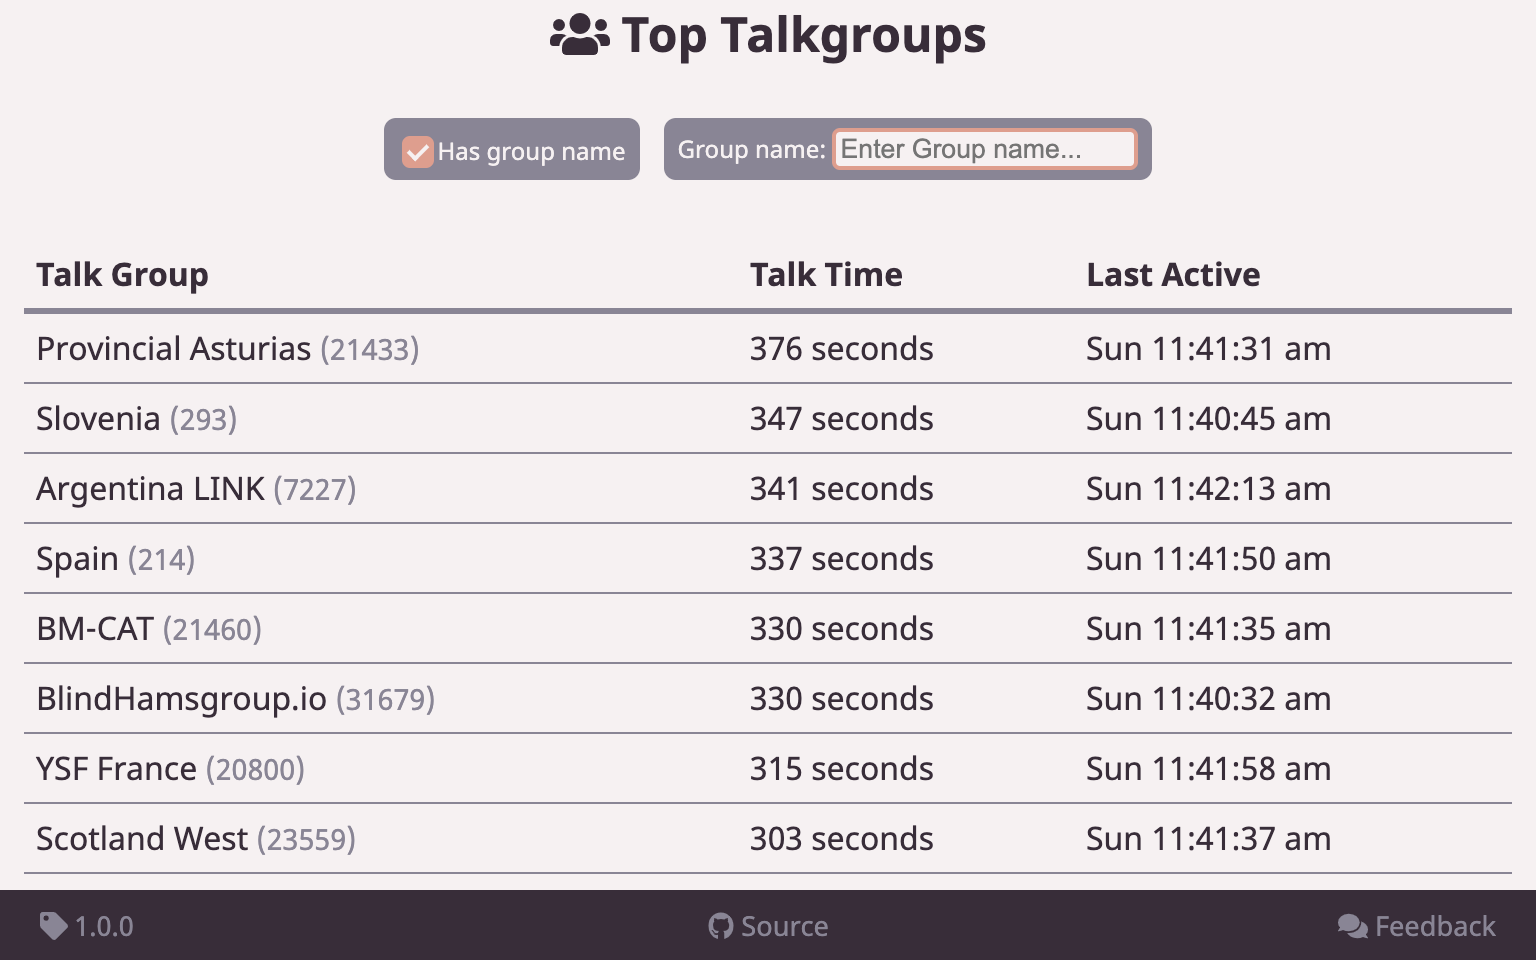 Top Talkgroups
Has group name Group name: Enter Group name...
Talk Group Talk Time Last Active
Provincial Asturias (21433) 376 seconds Sun 11:41:31 am
Slovenia (293) 347 seconds Sun 11:40:45 am
Argentina LINK (7227) 341 seconds Sun 11:42:13 am
Spain (214) 337 seconds Sun 11:41:50 am
BM-CAT (21460) 330 seconds Sun 11:41:35 am
BlindHamsgroup.io (31679) 330 seconds Sun 11:40:32 am
YSF France (20800) 315 seconds Sun 11:41:58 am
Scotland West (23559) 303 seconds Sun 11:41:37 am
1.0.0 Source Feedback